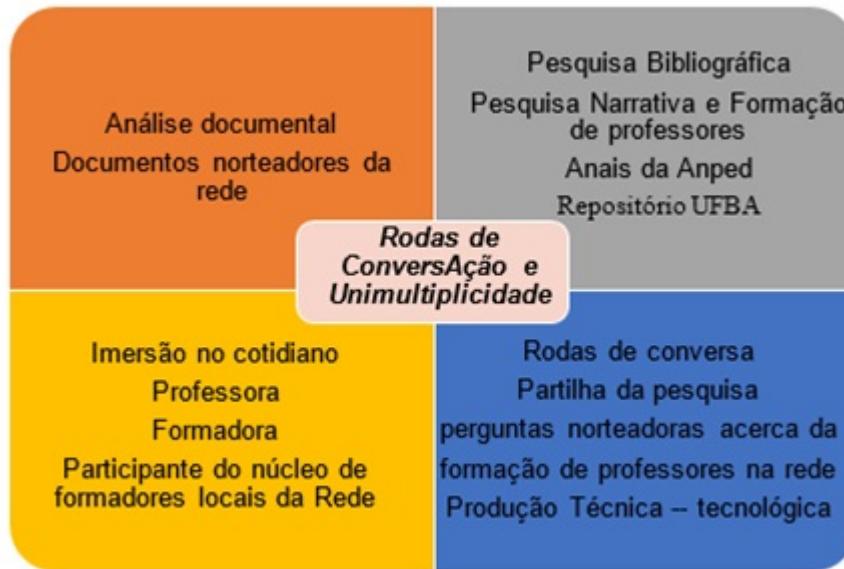 Análise documental
Documentos norteadores da
rede
Pesquisa Bibliográfica
Pesquisa Narrativa e Formação
de professores
Anais da Anped
Repositório UFBA
Rodas de
ConversAção e
Unimultiplicidade
Imersão no cotidiano
Professora
Formadora
Participante do núcleo de
formadores locais da Rede
Rodas de conversa
Partilha da pesquisa
perguntas norteadoras acerca da
formação de professores na rede
Produção Técnica – tecnológica